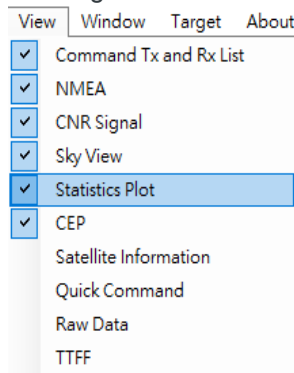 View Window Target About
Command Tx and Rx List
NMEA
CNR Signal
Sky View
Statistics Plot
CEP
Satellite Information
Quick Command
Raw Data
TTFF